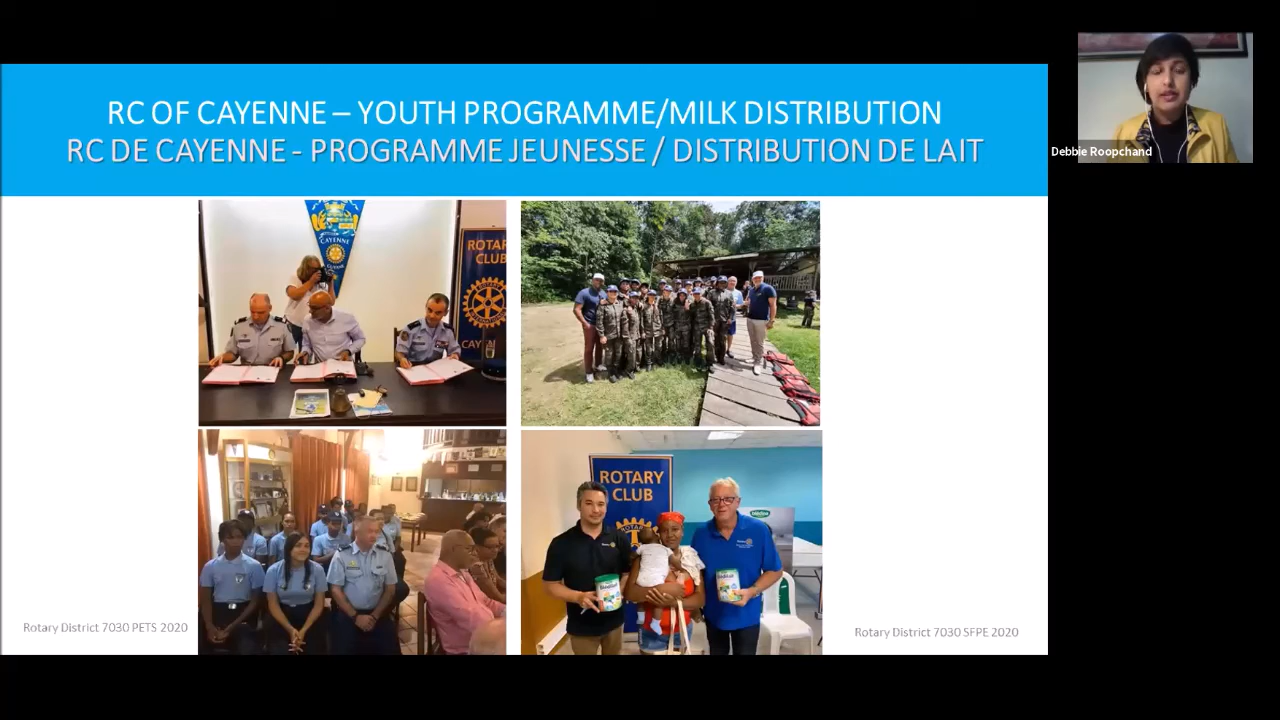 RC OF CAYENNE – YOUTH PROGRAMME/MILK DISTRIBUTION
RC DE CAYENNE - PROGRAMME JEUNESSE / DISTRIBUTION DE LAIT
Debbie Roopchand
CAYENNE
ROTARY
CLUB
ROTARY
CLUB
Rotary District 7030 PETS 2020
Rotary District 7030 SFPE 2020